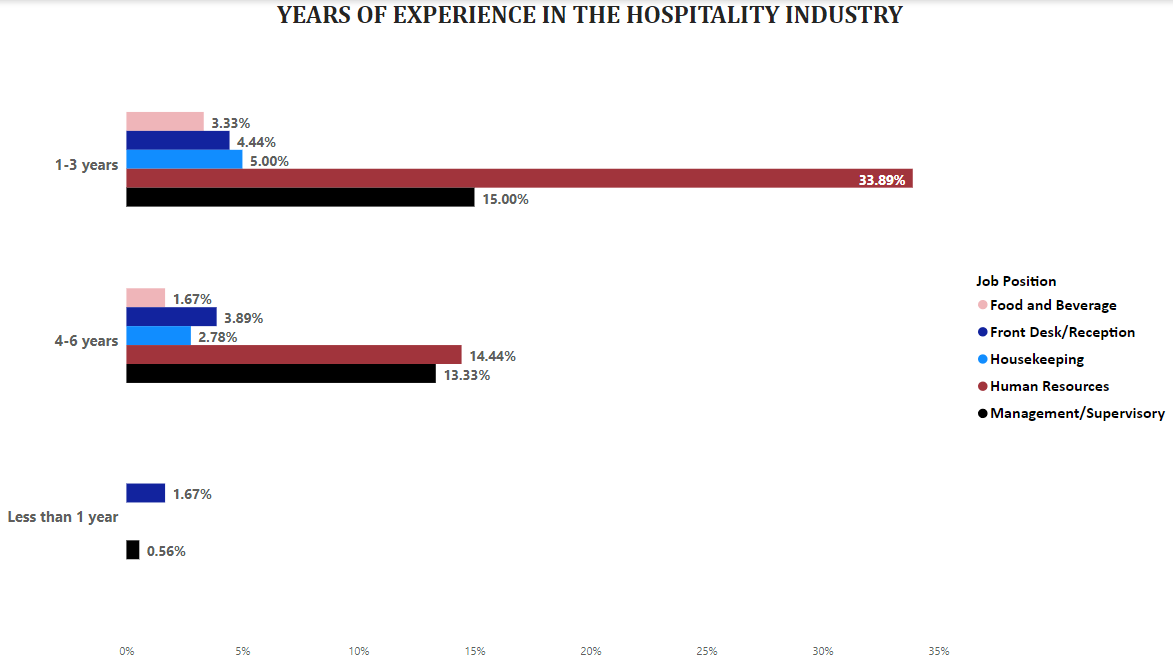 YEARS OF EXPERIENCE IN THE HOSPITALITY INDUSTRY
1-3 years
3.33%
4.44%
5.00%
33.89%
15.00%
4-6 years
1.67%
3.89%
2.78%
14.44%
13.33%
Less than 1 year
1.67%
0.56%
0% 5% 10% 15% 20% 25% 30% 35%
Job Position
Food and Beverage
Front Desk/Reception
Housekeeping
Human Resources
Management/Supervisory